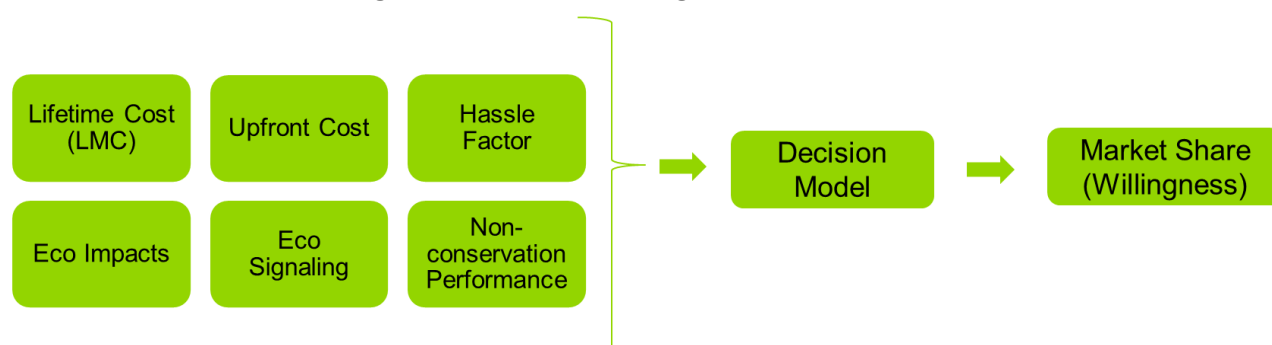 Lifetime Cost
(LMC)
Upfront Cost
Hassle
Factor
Eco Impacts
Eco
Signaling
Non-
conservation
Performance
Decision
Model
Market Share
(Willingness)